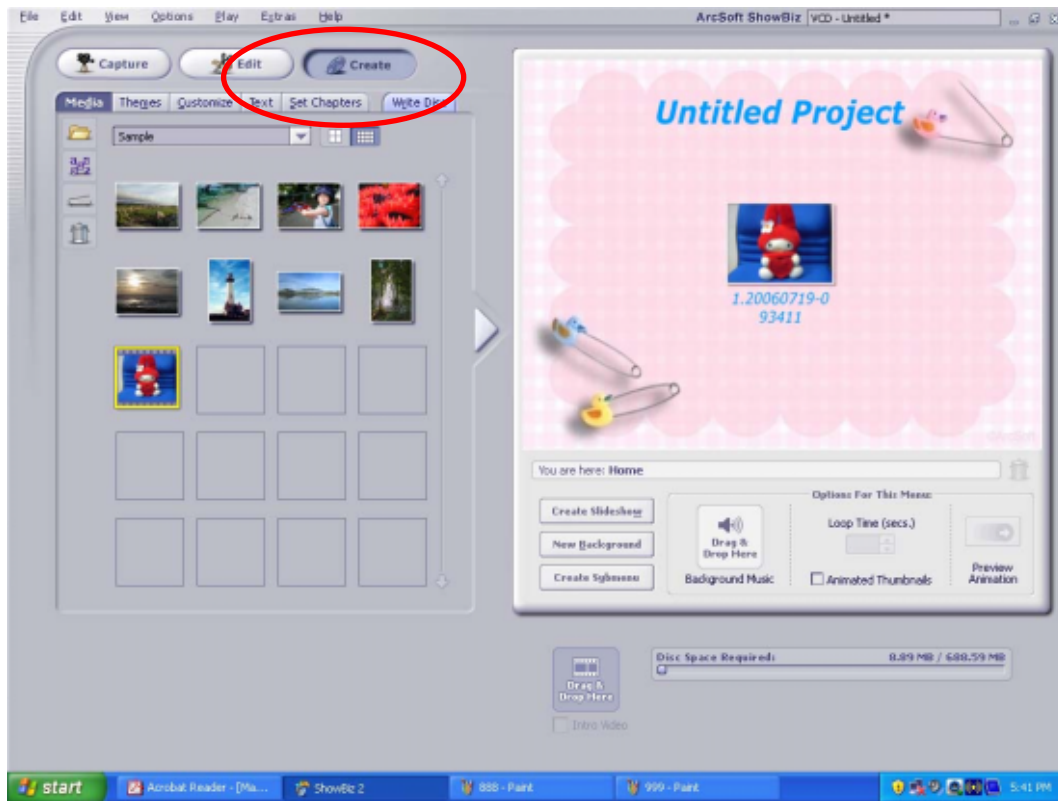 File Edit View Options Play Extras Help
ArcSoft ShowBiz VCD - Untitled *
Capture Edit Create
Media Themes Customize Text Set Chapters Write Disc
Sample
Untitled Project
1.20060719-0
93411
You are here: Home
Create Slideshow
New Background
Create Submenu
Options For This Menu:
Drag &
Drop Here
Background Music
Loop Time (secs.)
Animated Thumbnails
Preview
Animation
Drag &
Drop Here
Intro Video
Disc Space Required: 8.89 MB / 688.59 MB
start Acrobat Reader - [Ma... ShowBiz 2 888 - Paint 999 - Paint 5:41 PM